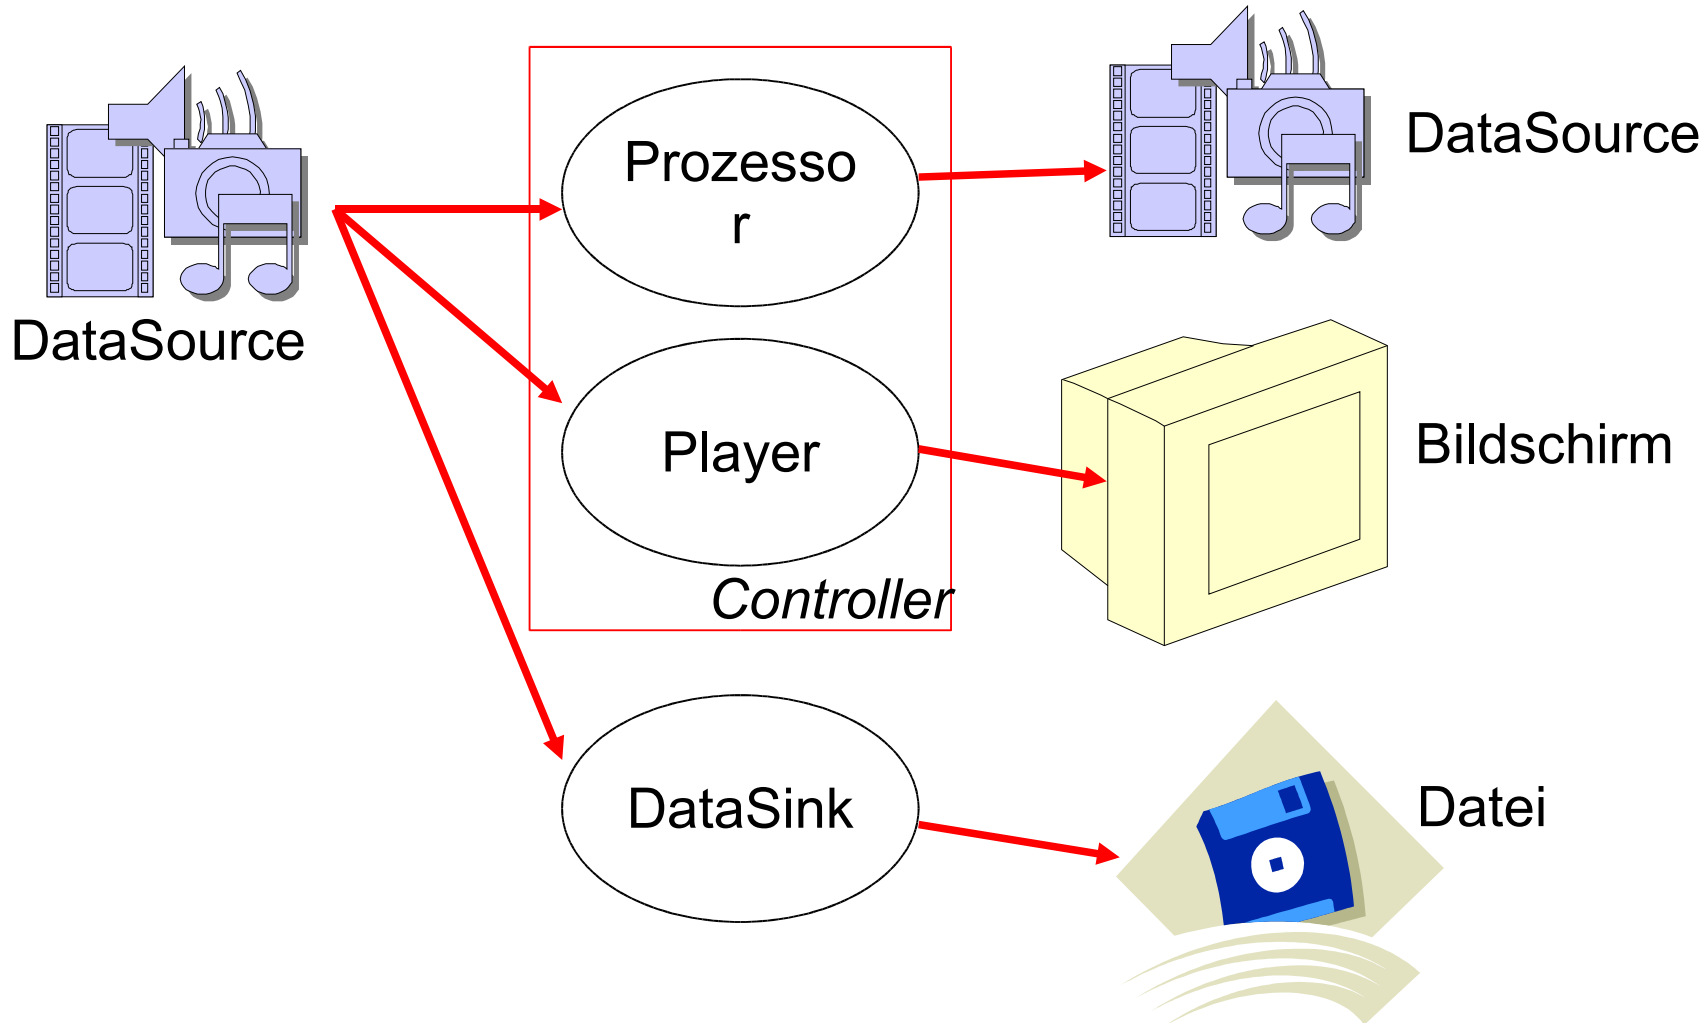 DataSource
Prozesso
r
DataSource
Player
Bildschirm
Controller
DataSink
Datei